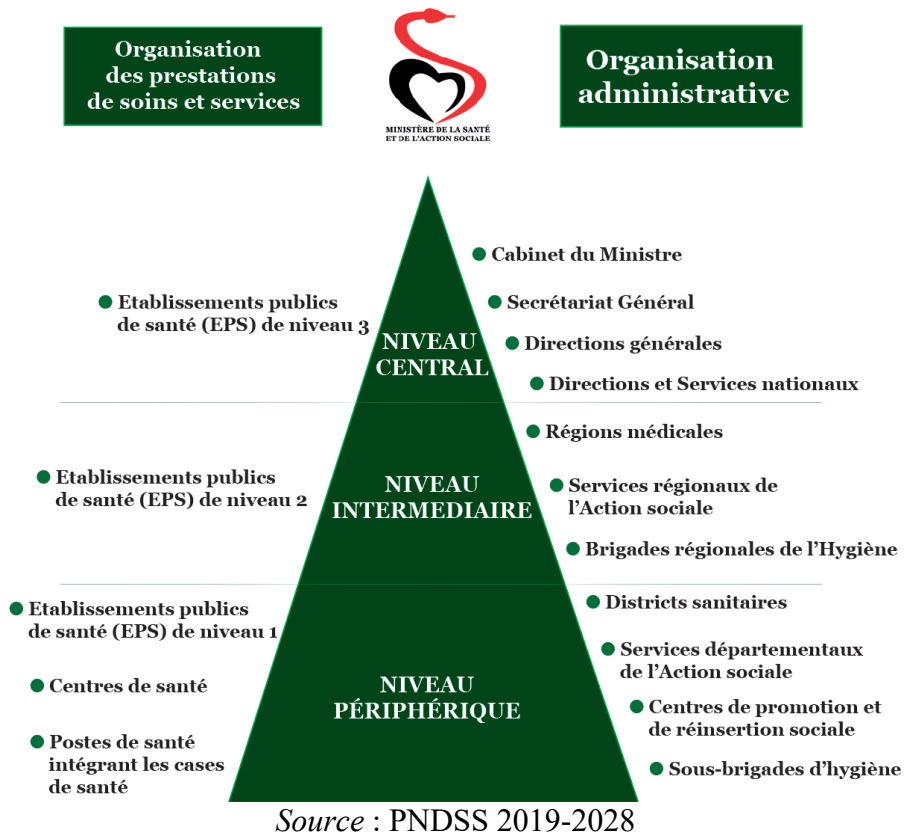 Organisation
des prestations
de soins et services
MINISTÈRE DE LA SANTÉ
ET DE L'ACTION SOCIALE
Organisation
administrative
Etablissements publics
de santé (EPS) de niveau 3
NIVEAU
CENTRAL
Cabinet du Ministre
Secrétariat Général
Directions générales
Directions et Services nationaux
Etablissements publics
de santé (EPS) de niveau 2
NIVEAU
INTERMEDIAIRE
Régions médicales
Services régionaux de
l'Action sociale
Brigades régionales de l'Hygiène
Etablissements publics
de santé (EPS) de niveau 1
Centres de santé
Postes de santé
intégrant les cases
de santé
NIVEAU
PÉRIPHÉRIQUE
Districts sanitaires
Services départementaux
de l'Action sociale
Centres de promotion et
de réinsertion sociale
Sous-brigades d'hygiène
Source : PNDSS 2019-2028